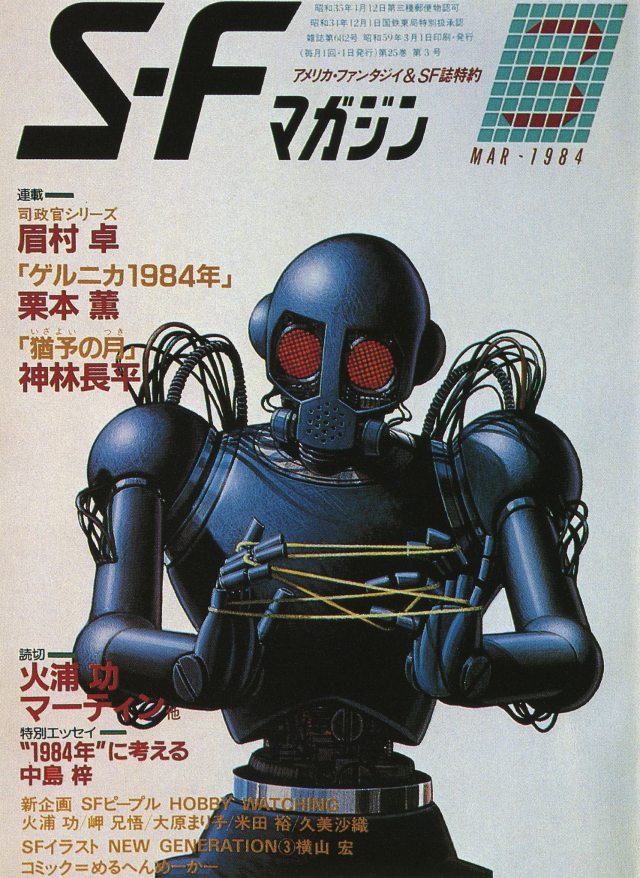 S-Fマガジン
昭和35年1月12日第三種郵便物認可
昭和34年12月1日国鉄東局特別扱承認
雑誌第682号 昭和59年3月1日印刷・発行
(毎月1回・1日発行)第25巻 第3号
アメリカ・ファンタジイ&SF誌特約
3
MAR-1984
連載
司政官シリーズ
眉村 卓
「ゲルニカ1984年」
栗本 薫
いざよい つき
「猶予の月」
神林長平
読切
火浦 功
マーティン他
特別エッセイ
"1984年"に考える
中島 梓
新企画 SFピープル HOBBY WATCHING
火浦 功/岬 兄悟/大原まり子/米田 裕/久美沙織
SFイラスト NEW GENERATION③横山 宏
コミック=めるへんめーかー